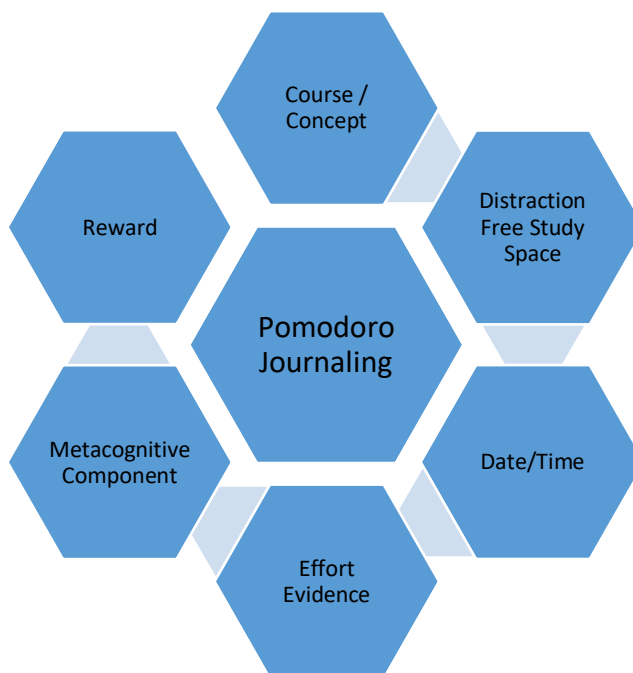 Course /
Concept
Distraction
Free Study
Space
Reward
Pomodoro
Journaling
Metacognitive
Component
Date/Time
Effort
Evidence